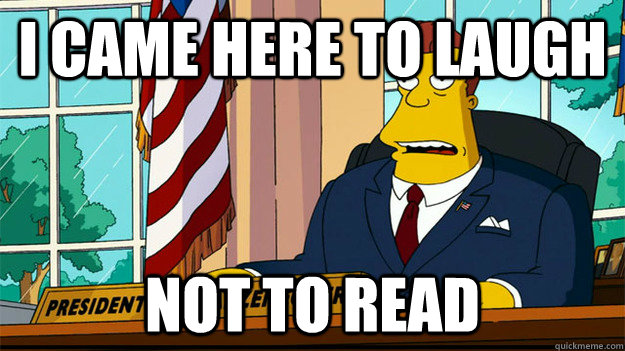 I CAME HERE TO LAUGH
PRESIDENT
NOT TO READ
quickmeme.com